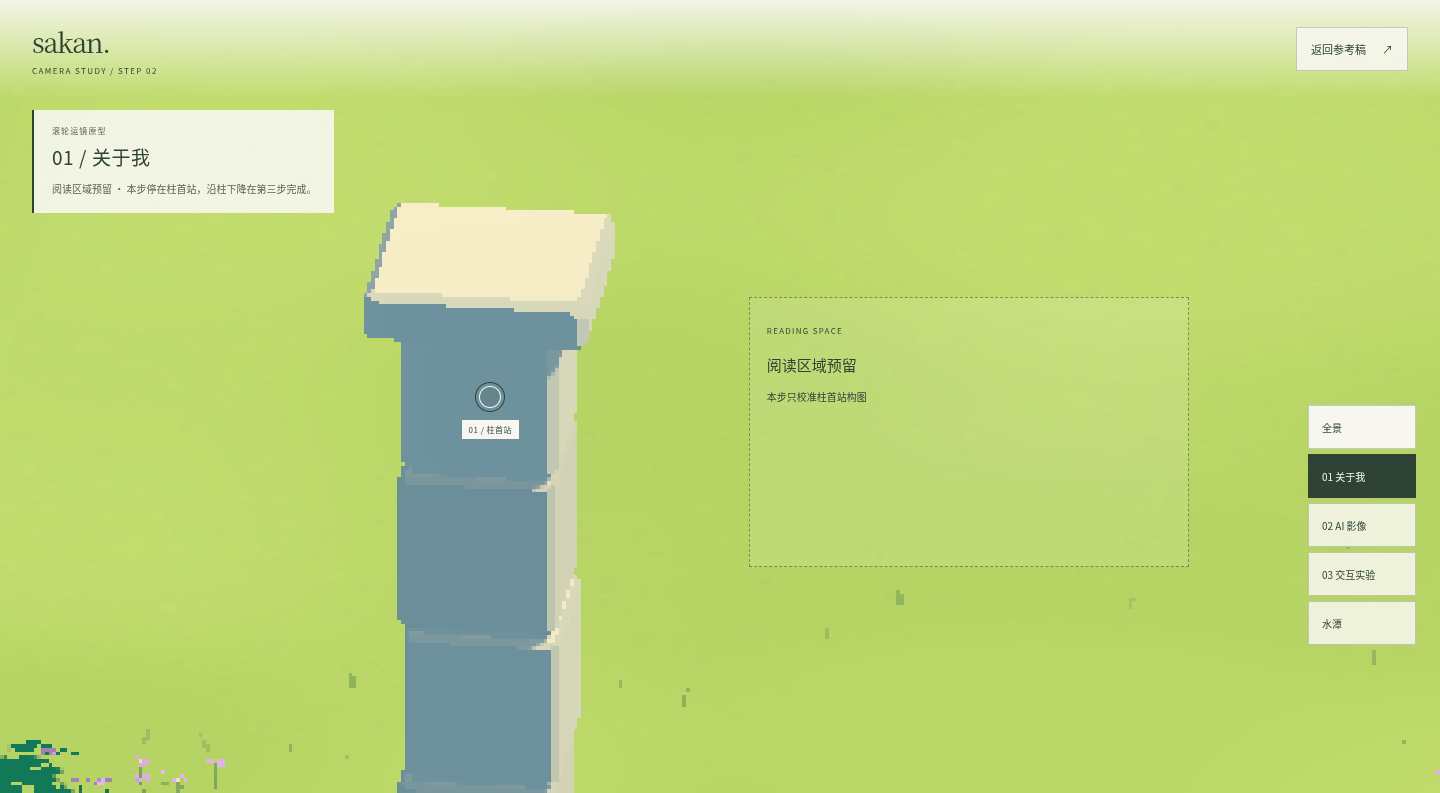 sakan.
CAMERA STUDY / STEP 02
返回参考稿 ↗
滚轮运镜原型
01 / 关于我
阅读区域预留 · 本步停在柱首站，沿柱下降在第三步完成。
01 / 柱首站
READING SPACE
阅读区域预留
本步只校准柱首站构图
全景
01 关于我
02 AI 影像
03 交互实验
水潭